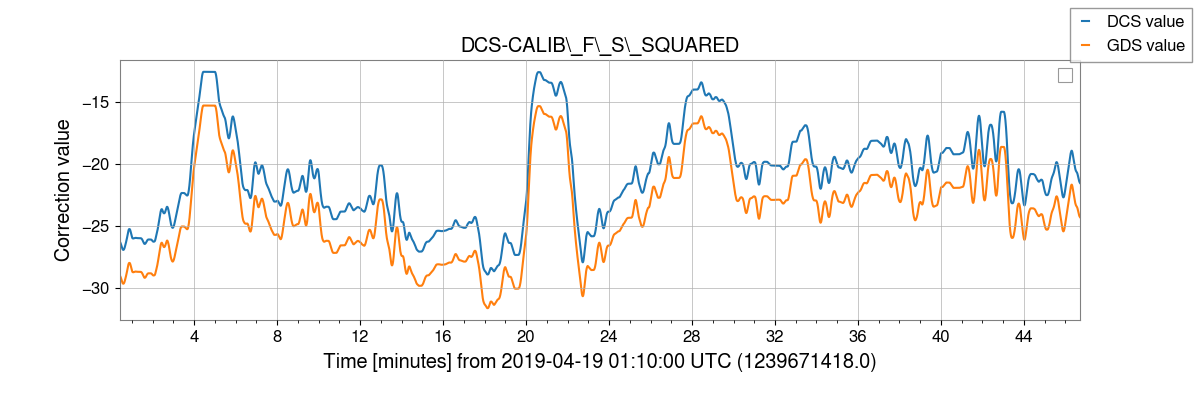 DCS value
GDS value
DCS-CALIB\_F\_S\_SQUARED
Correction value
−15
−20
−25
−30
4 8 12 16 20 24 28 32 36 40 44
Time [minutes] from 2019-04-19 01:10:00 UTC (1239671418.0)